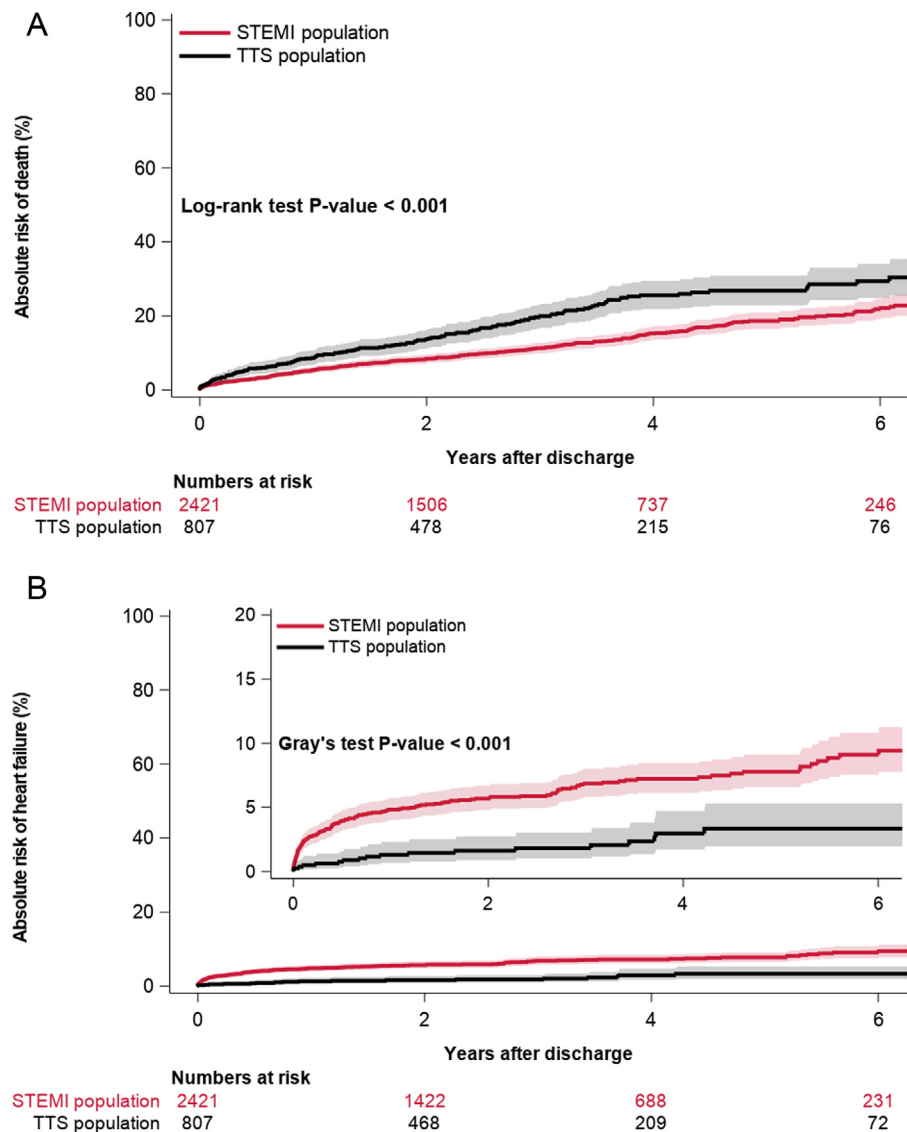 A
STEMI population
TTS population
Absolute risk of death (%)
100
80
60
40
20
0
Log-rank test P-value < 0.001
0 2 4 6
Years after discharge
Numbers at risk
STEMI population 2421 1506 737 246
TTS population 807 478 215 76
B
STEMI population
TTS population
Absolute risk of heart failure (%)
100
80
60
40
20
0
20
15
10
5
0
Gray's test P-value < 0.001
0 2 4 6
0 2 4 6
Years after discharge
Numbers at risk
STEMI population 2421 1422 688 231
TTS population 807 468 209 72